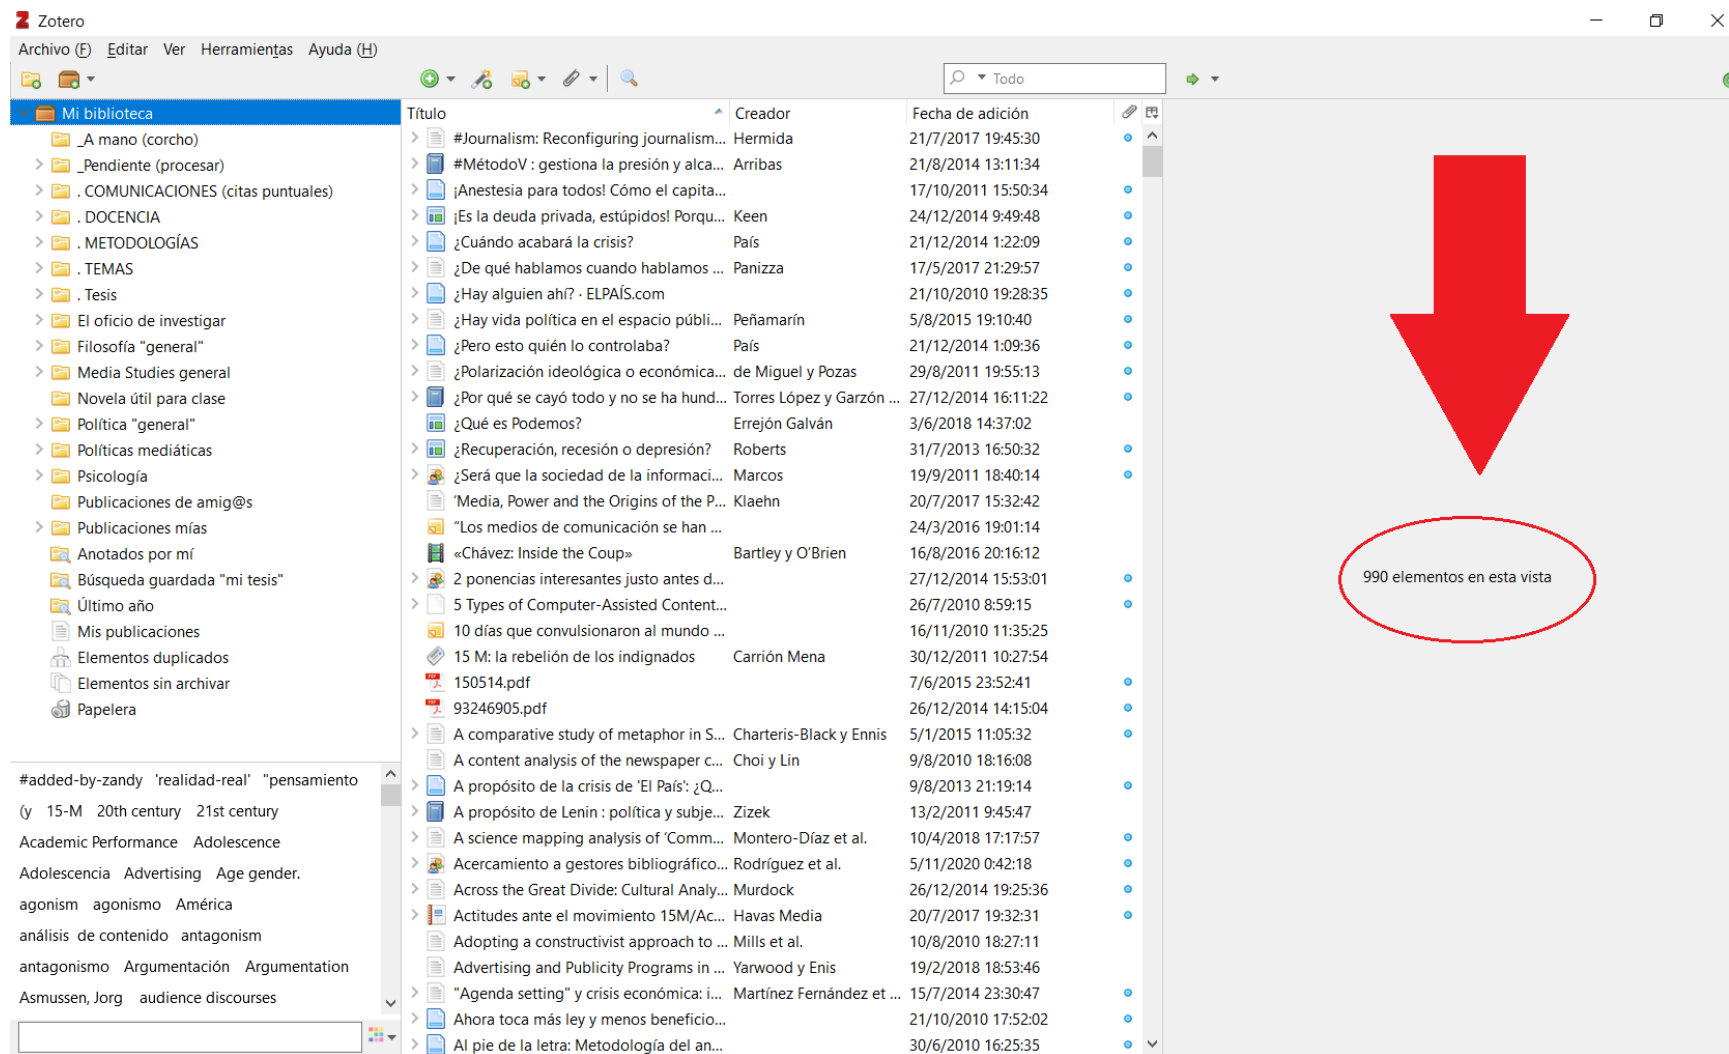 Zotero
Archivo (F) Editar Ver Herramientas Ayuda (H)
Todo
Mi biblioteca
_A mano (corcho)
_Pendiente (procesar)
. COMUNICACIONES (citas puntuales)
. DOCENCIA
. METODOLOGÍAS
. TEMAS
. Tesis
El oficio de investigar
Filosofía "general"
Media Studies general
Novela útil para clase
Política "general"
Políticas mediáticas
Psicología
Publicaciones de amig@s
Publicaciones mías
Anotados por mí
Búsqueda guardada "mi tesis"
Último año
Mis publicaciones
Elementos duplicados
Elementos sin archivar
Papelera
#added-by-zandy 'realidad-real' "pensamiento
(y 15-M 20th century 21st century
Academic Performance Adolescence
Adolescencia Advertising Age gender.
agonism agonismo América
análisis de contenido antagonism
antagonismo Argumentación Argumentation
Asmussen, Jorg audience discourses
Título Creador Fecha de adición
#Journalism: Reconfiguring journalism... Hermida 21/7/2017 19:45:30
#MétodoV : gestiona la presión y alca... Arribas 21/8/2014 13:11:34
¡Anestesia para todos! Cómo el capita... 17/10/2011 15:50:34
¡Es la deuda privada, estúpidos! Porqu... Keen 24/12/2014 9:49:48
¿Cuándo acabará la crisis? País 21/12/2014 1:22:09
¿De qué hablamos cuando hablamos ... Panizza 17/5/2017 21:29:57
¿Hay alguien ahí? · ELPAÍS.com 21/10/2010 19:28:35
¿Hay vida política en el espacio públi... Peñamarín 5/8/2015 19:10:40
¿Pero esto quién lo controlaba? País 21/12/2014 1:09:36
¿Polarización ideológica o económica... de Miguel y Pozas 29/8/2011 19:55:13
¿Por qué se cayó todo y no se ha hund... Torres López y Garzón ... 27/12/2014 16:11:22
¿Qué es Podemos? Errejón Galván 3/6/2018 14:37:02
¿Recuperación, recesión o depresión? Roberts 31/7/2013 16:50:32
¿Será que la sociedad de la informaci... Marcos 19/9/2011 18:40:14
'Media, Power and the Origins of the P... Klaehn 20/7/2017 15:32:42
"Los medios de comunicación se han ... 24/3/2016 19:01:14
«Chávez: Inside the Coup» Bartley y O'Brien 16/8/2016 20:16:12
2 ponencias interesantes justo antes d... 27/12/2014 15:53:01
5 Types of Computer-Assisted Content... 26/7/2010 8:59:15
10 días que convulsionaron al mundo ... 16/11/2010 11:35:25
15 M: la rebelión de los indignados Carrión Mena 30/12/2011 10:27:54
150514.pdf 7/6/2015 23:52:41
93246905.pdf 26/12/2014 14:15:04
A comparative study of metaphor in S... Charteris-Black y Ennis 5/1/2015 11:05:32
A content analysis of the newspaper c... Choi y Lin 9/8/2010 18:16:08
A propósito de la crisis de 'El País': ¿Q... 9/8/2013 21:19:14
A propósito de Lenin : política y subje... Zizek 13/2/2011 9:45:47
A science mapping analysis of 'Comm... Montero-Díaz et al. 10/4/2018 17:17:57
Acercamiento a gestores bibliográfico... Rodríguez et al. 5/11/2020 0:42:18
Across the Great Divide: Cultural Analy... Murdock 26/12/2014 19:25:36
Actitudes ante el movimiento 15M/Ac... Havas Media 20/7/2017 19:32:31
Adopting a constructivist approach to ... Mills et al. 10/8/2010 18:27:11
Advertising and Publicity Programs in ... Yarwood y Enis 19/2/2018 18:53:46
"Agenda setting" y crisis económica: i... Martínez Fernández et ... 15/7/2014 23:30:47
Ahora toca más ley y menos beneficio... 21/10/2010 17:52:02
Al pie de la letra: Metodología del an... 30/6/2010 16:25:35
990 elementos en esta vista